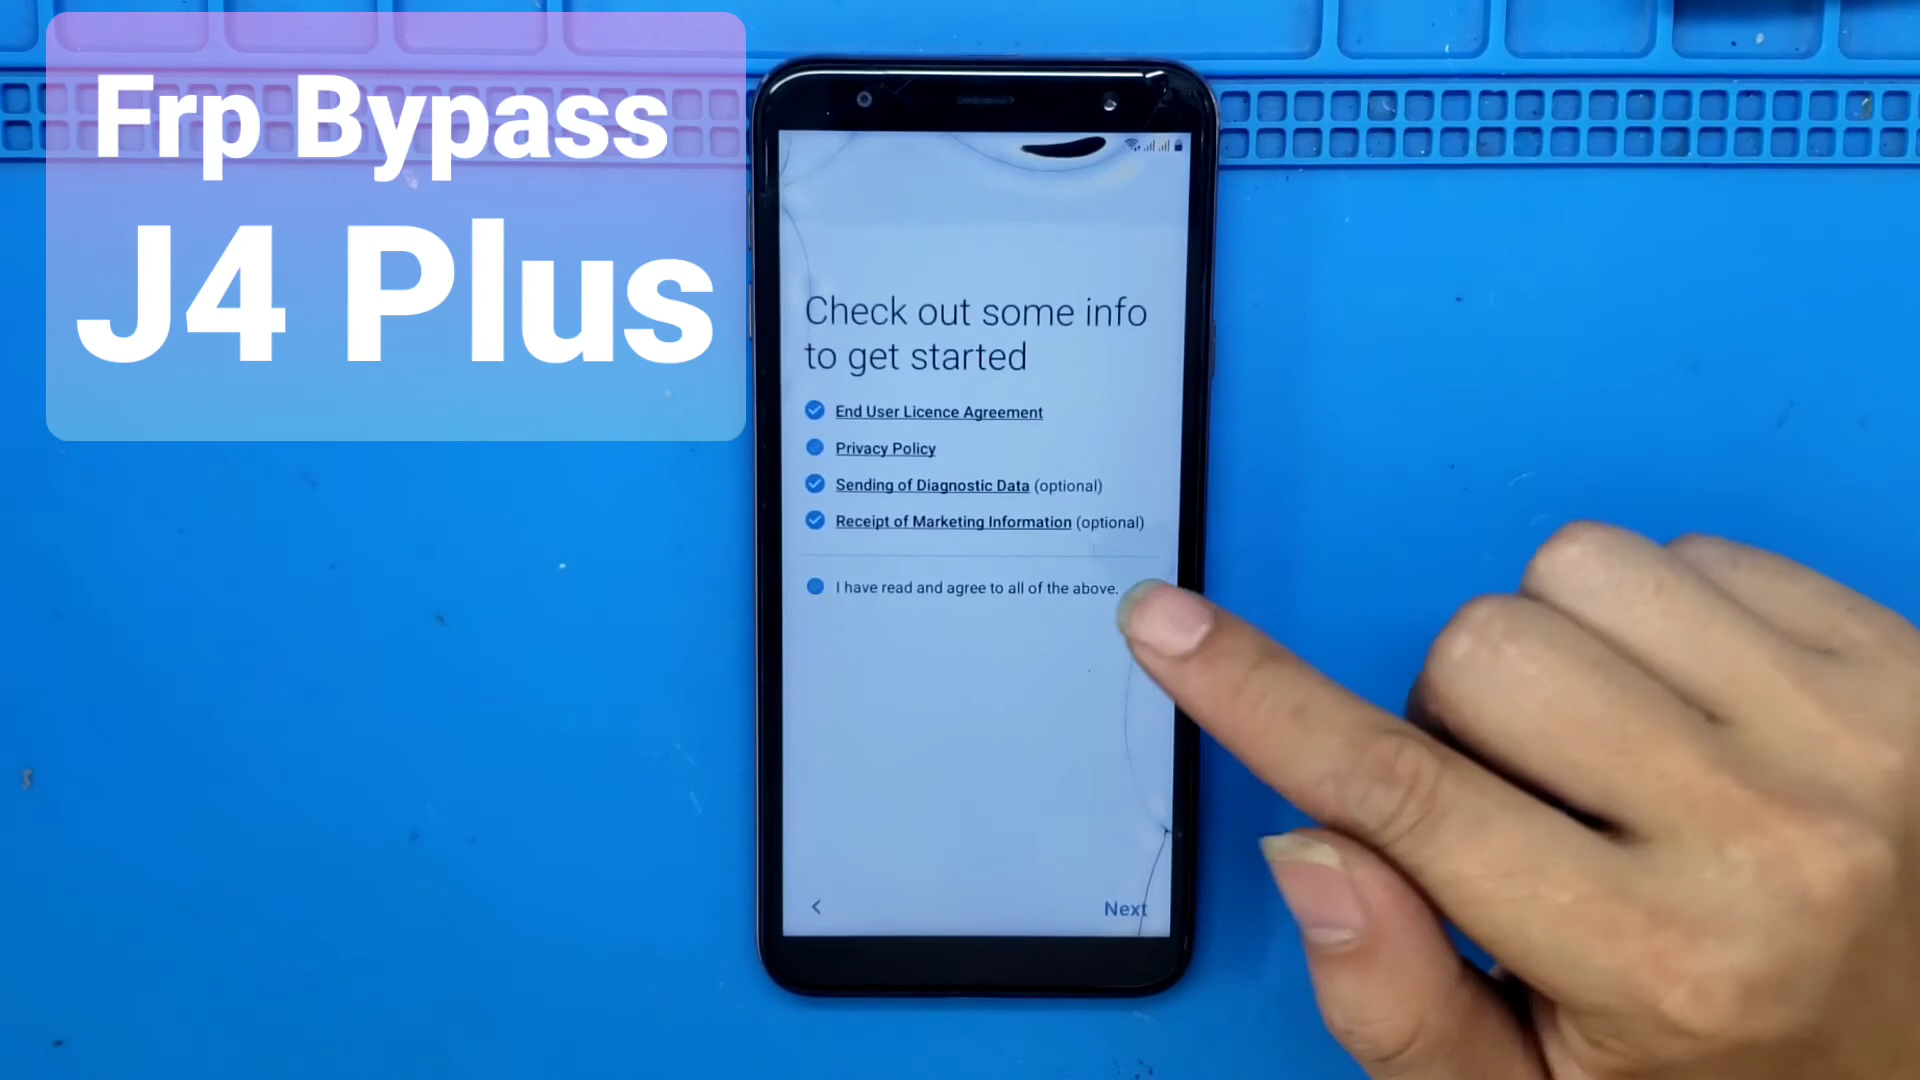 Frp Bypass
J4 Plus
Check out some info
to get started
End User Licence Agreement
Privacy Policy
Sending of Diagnostic Data (optional)
Receipt of Marketing Information (optional)
I have read and agree to all of the above.
Next